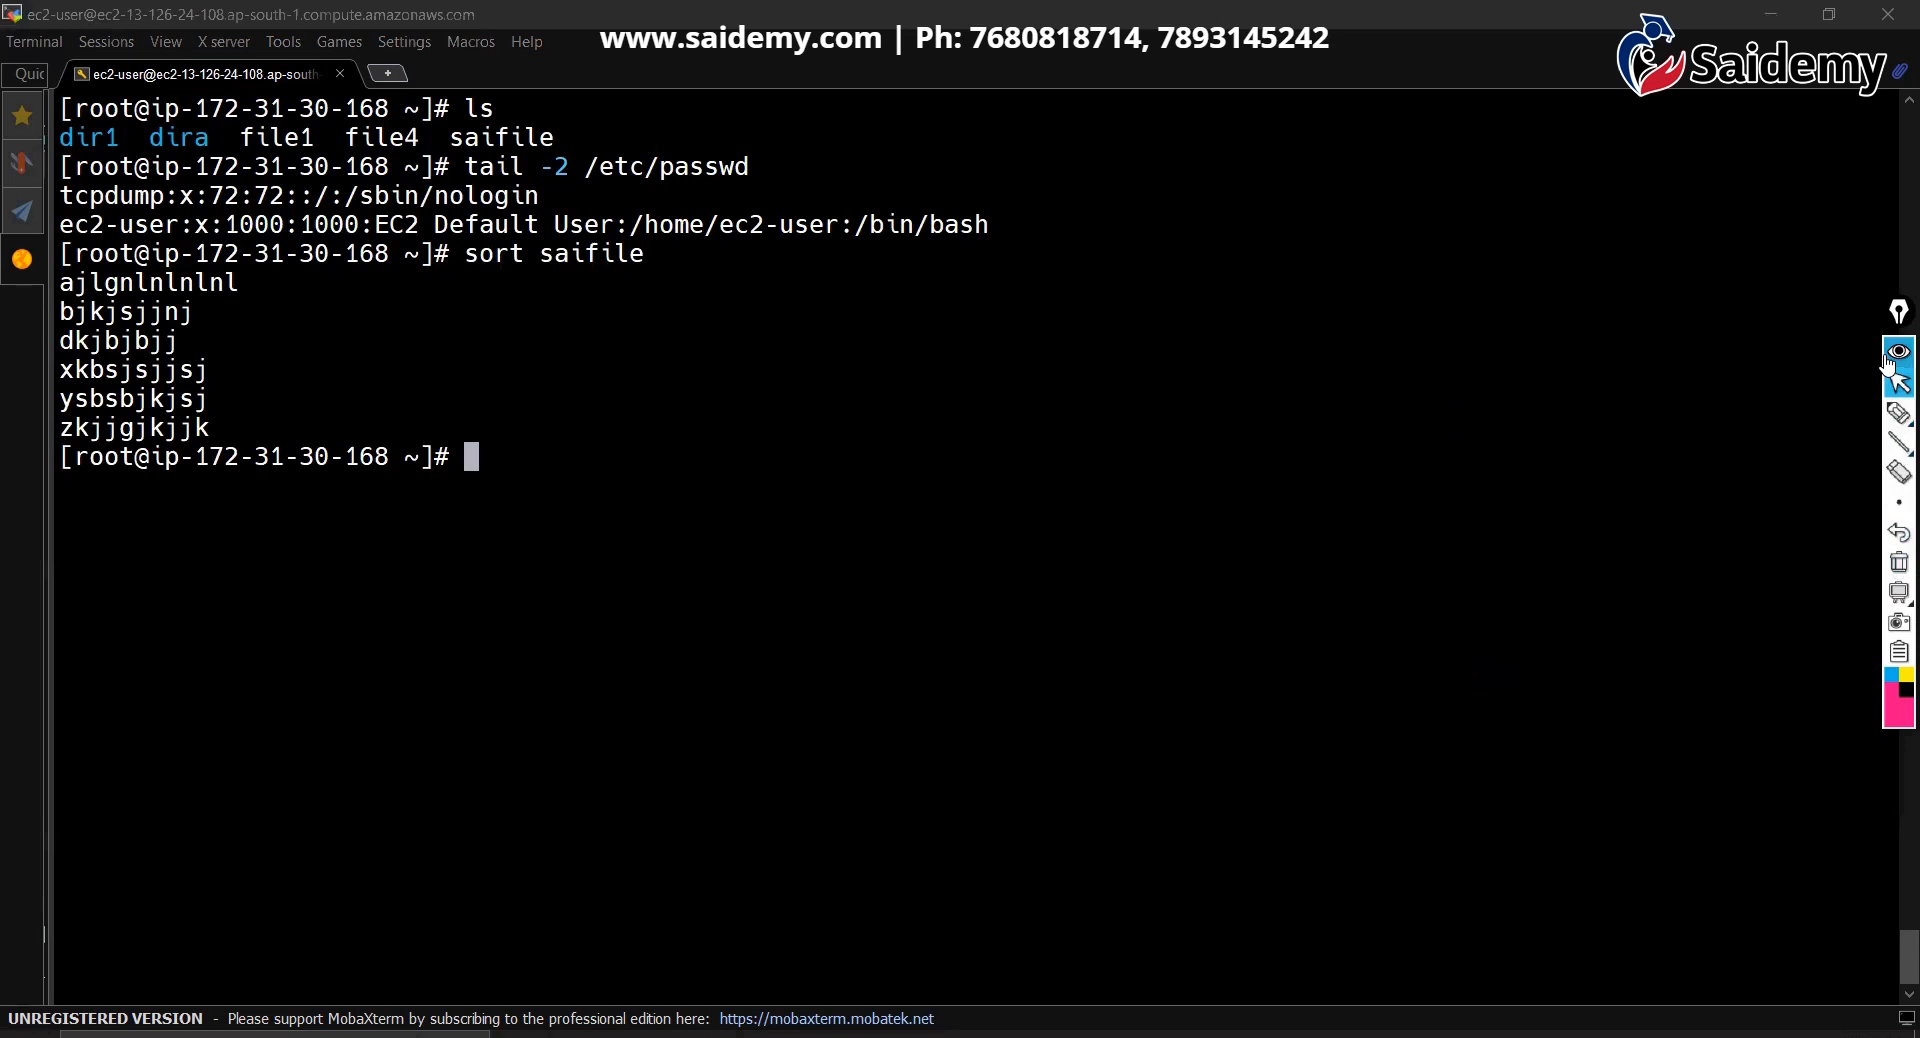 ec2-user@ec2-13-126-24-108.ap-south-1.compute.amazonaws.com
Terminal Sessions View X server Tools Games Settings Macros Help
www.saidemy.com | Ph: 7680818714, 7893145242
Saidemy
Quic
ec2-user@ec2-13-126-24-108.ap-south-
[root@ip-172-31-30-168 ~]# ls
dir1 dira file1 file4 saifile
[root@ip-172-31-30-168 ~]# tail -2 /etc/passwd
tcpdump:x:72:72::/:/sbin/nologin
ec2-user:x:1000:1000:EC2 Default User:/home/ec2-user:/bin/bash
[root@ip-172-31-30-168 ~]# sort saifile
ajlgnlnlnlnl
bjkjsjjnj
dkjbjbjj
xkbsjsjjsj
ysbsbjkjsj
zkjjgjkjjk
[root@ip-172-31-30-168 ~]#
UNREGISTERED VERSION - Please support MobaXterm by subscribing to the professional edition here: https://mobaxterm.mobatek.net